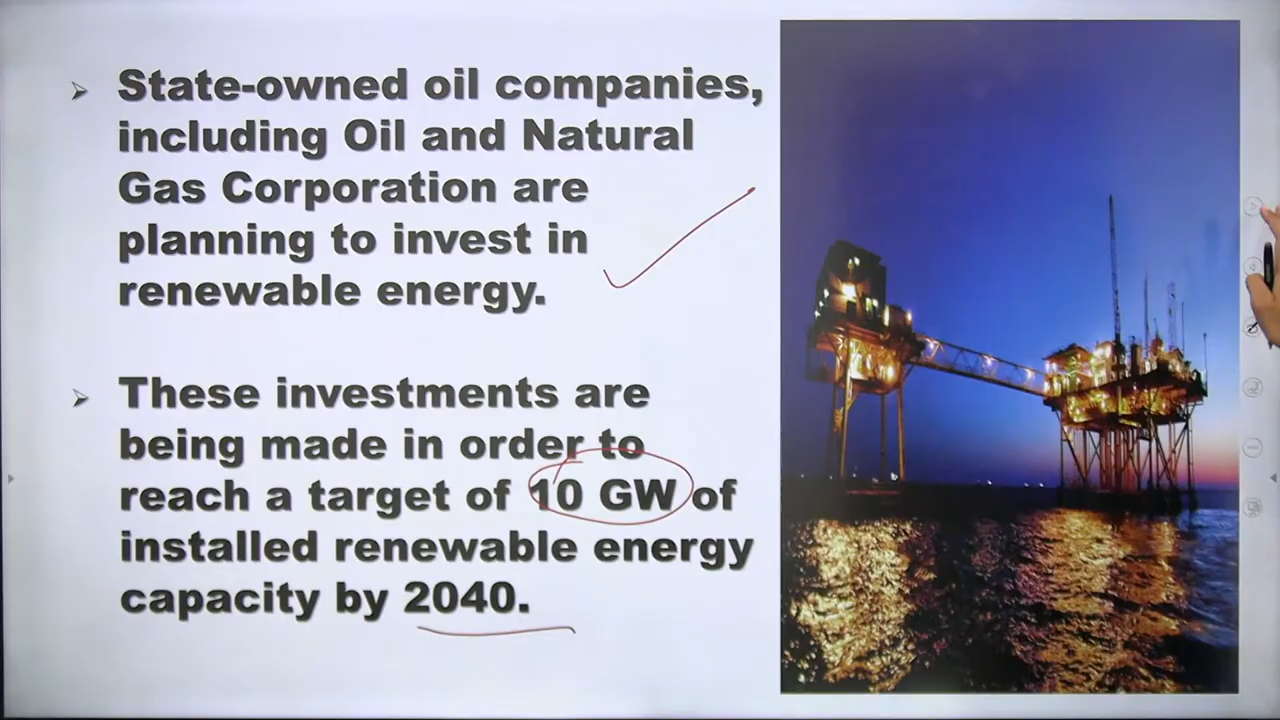 State-owned oil companies,
including Oil and Natural
Gas Corporation are
planning to invest in
renewable energy.
These investments are
being made in order to
reach a target of 10 GW of
installed renewable energy
capacity by 2040.